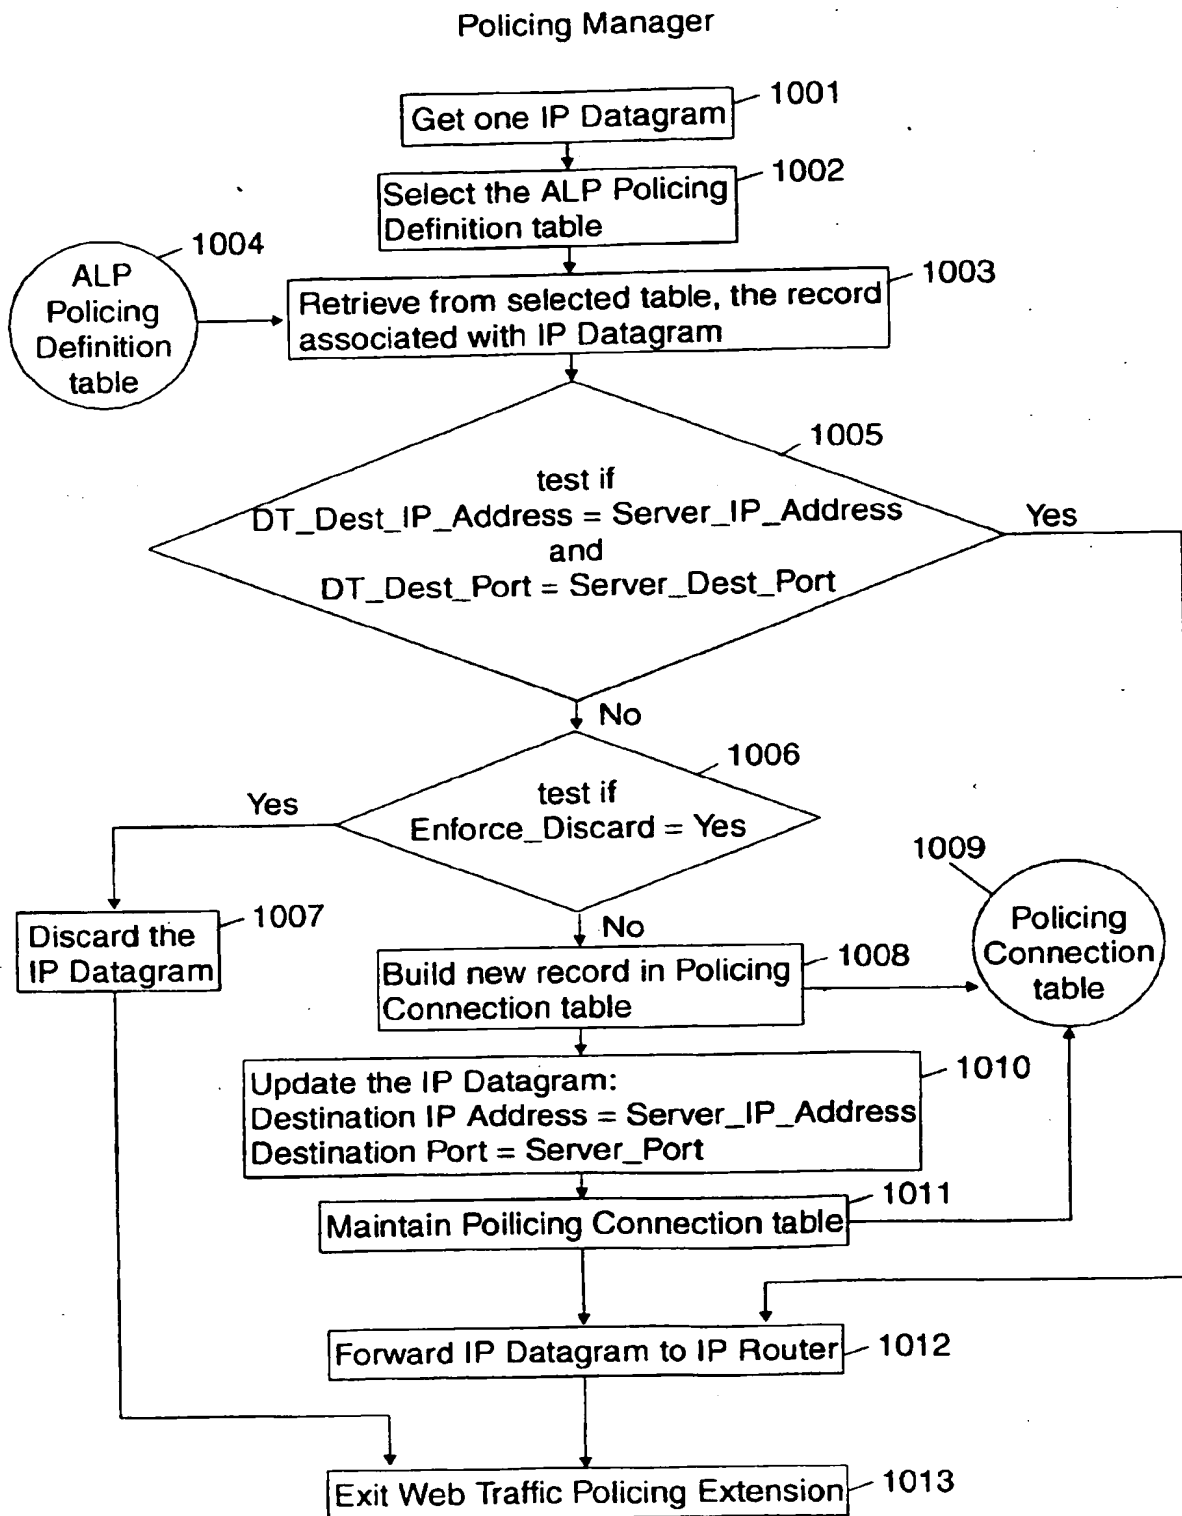 Policing Manager
1001
Get one IP Datagram
1002
Select the ALP Policing
Definition table
1004
ALP
Policing
Definition
table
1003
Retrieve from selected table, the record
associated with IP Datagram
1005
test if
DT_Dest_IP_Address = Server_IP_Address
and
DT_Dest_Port = Server_Dest_Port
Yes
No
1006
test if
Enforce_Discard = Yes
Yes
No
1007
Discard the
IP Datagram
1008
Build new record in Policing
Connection table
1009
Policing
Connection
table
1010
Update the IP Datagram:
Destination IP Address = Server_IP_Address
Destination Port = Server_Port
1011
Maintain Poilicing Connection table
Forward IP Datagram to IP Router
1012
Exit Web Traffic Policing Extension
1013